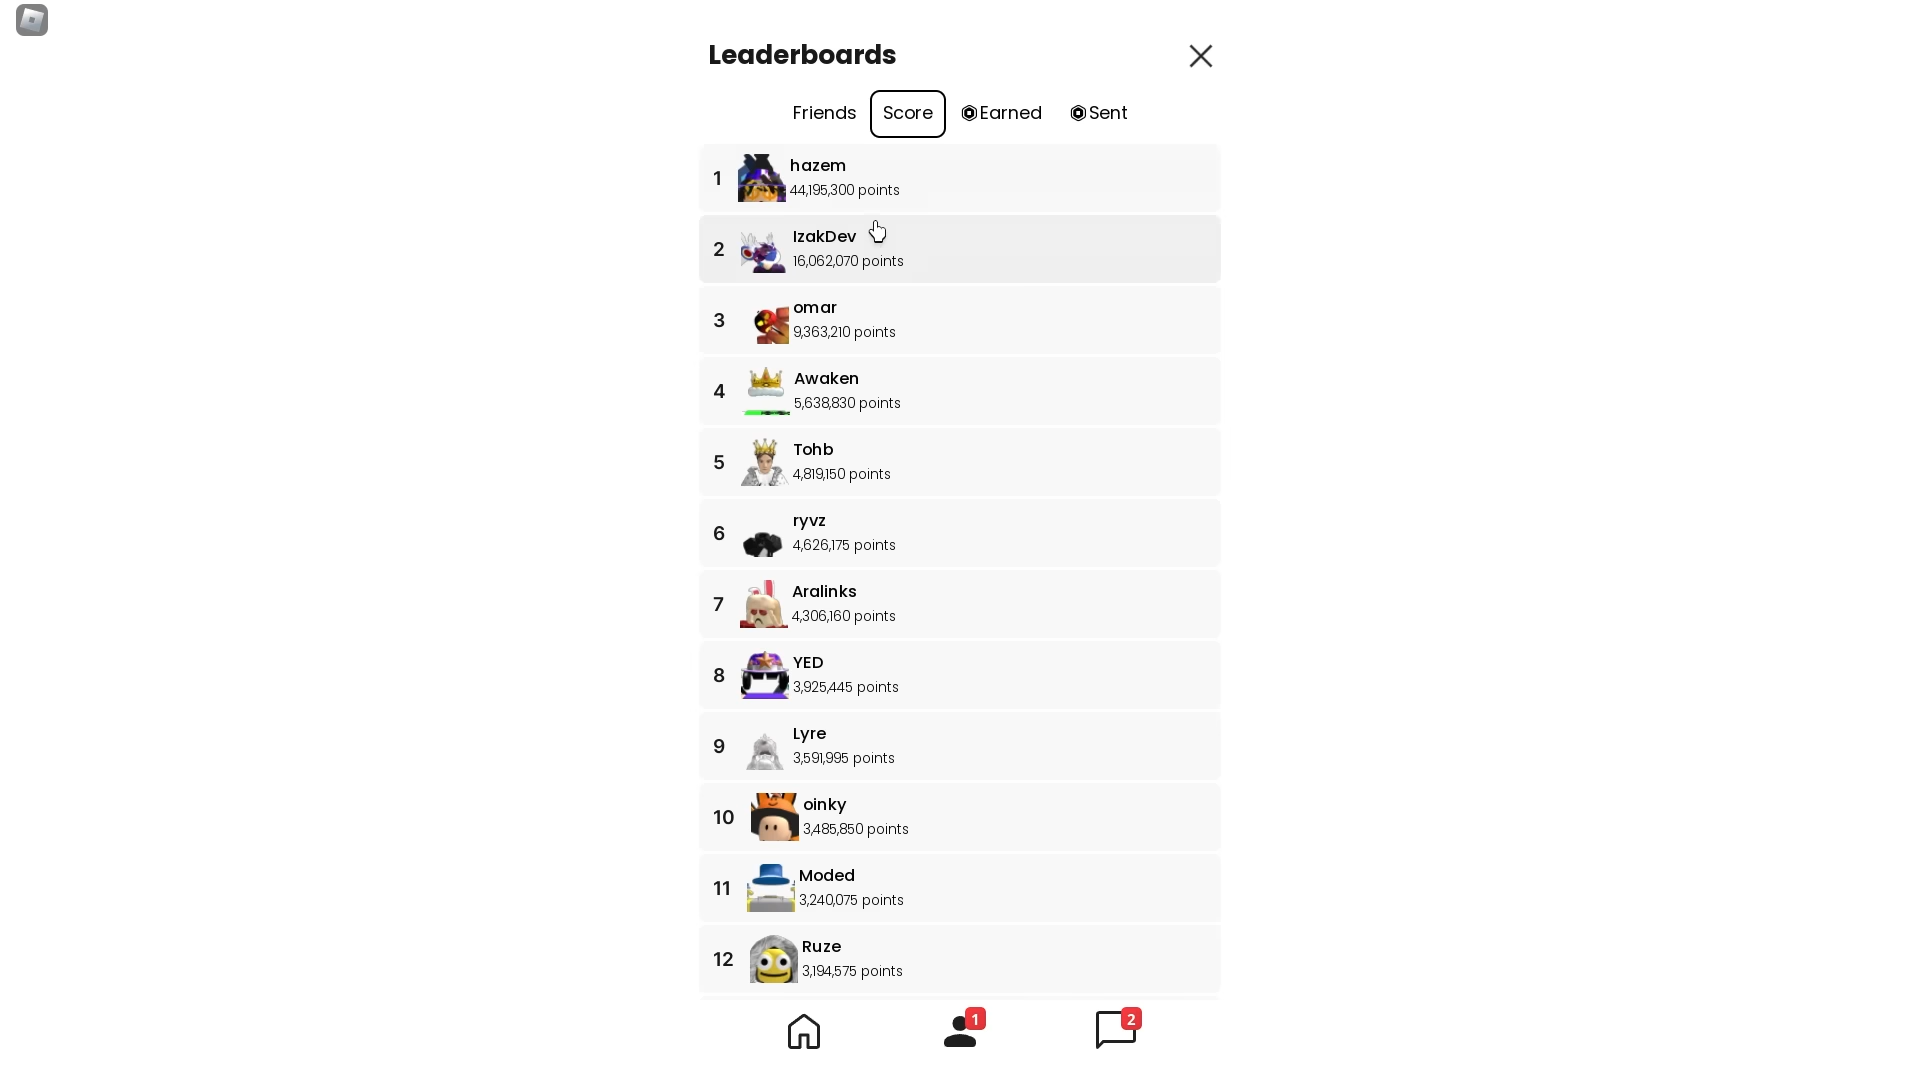 Leaderboards
Friends Score Earned Sent
1
hazem
44,195,300 points
2
IzakDev
16,062,070 points
3
omar
9,363,210 points
4
Awaken
5,638,830 points
5
Tohb
4,819,150 points
6
ryvz
4,626,175 points
7
Aralinks
4,306,160 points
8
YED
3,925,445 points
9
Lyre
3,591,995 points
10
oinky
3,485,850 points
11
Moded
3,240,075 points
12
Ruze
3,194,575 points
1 2